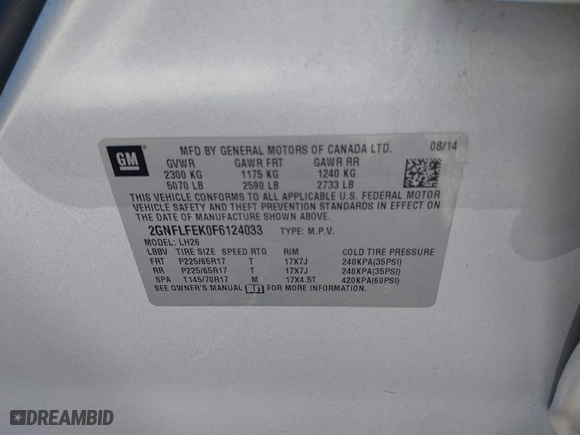 GM
MFD BY GENERAL MOTORS OF CANADA LTD. 08/14
GVWR GAWR FRT GAWR RR
2300 KG 1175 KG 1240 KG
5070 LB 2590 LB 2733 LB
THIS VEHICLE CONFORMS TO ALL APPLICABLE U.S. FEDERAL MOTOR
VEHICLE SAFETY AND THEFT PREVENTION STANDARDS IN EFFECT ON
THE DATE OF MANUFACTURE SHOWN ABOVE.
2GNFLFEK0F6124033 TYPE: M.P.V.
MODEL: LH26
LBBV TIRE SIZE SPEED RTG RIM COLD TIRE PRESSURE
FRT P225/65R17 T 17X7J 240KPA(35PSI)
RR P225/65R17 T 17X7J 240KPA(35PSI)
SPA T145/70R17 M 17X4.5T 420KPA(60PSI)
SEE OWNER'S MANUAL FOR MORE INFORMATION.
DREAMBID